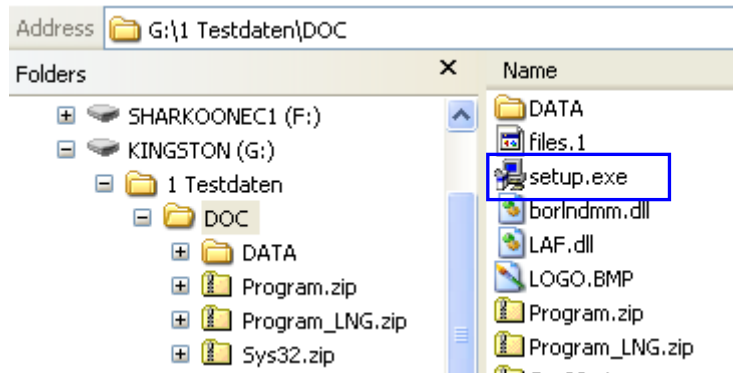 Address G:\1 Testdaten\DOC
Folders
SHARKOONEC1 (F:)
KINGSTON (G:)
1 Testdaten
DOC
DATA
Program.zip
Program_LNG.zip
Sys32.zip
Name
DATA
files.1
setup.exe
borlndmm.dll
LAF.dll
LOGO.BMP
Program.zip
Program_LNG.zip